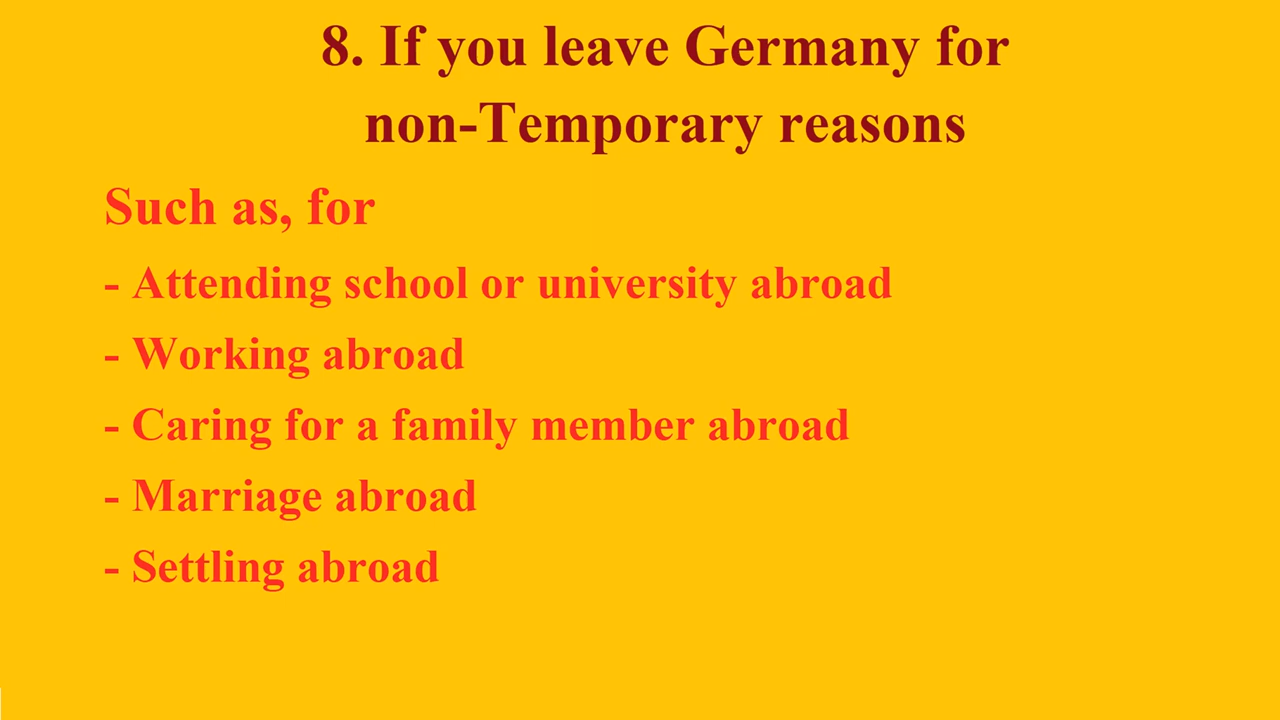 8. If you leave Germany for
non-Temporary reasons
Such as, for
- Attending school or university abroad
- Working abroad
- Caring for a family member abroad
- Marriage abroad
- Settling abroad